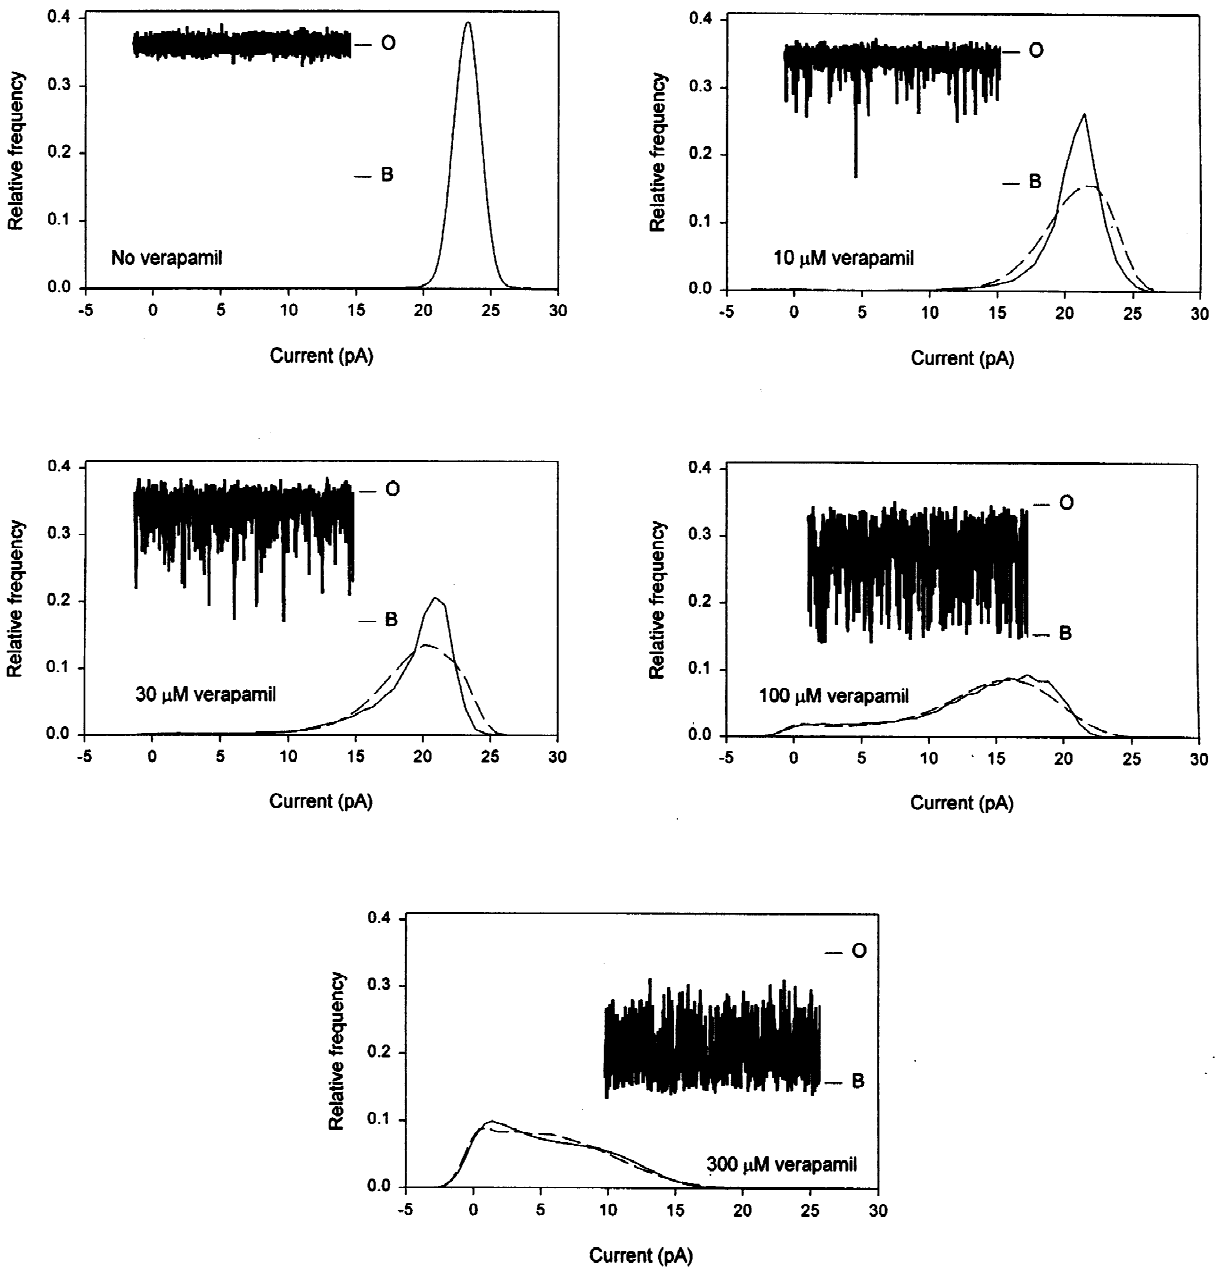 0.4
0.3
0.2
0.1
0.0
Relative frequency
O
B
No verapamil
-5 0 5 10 15 20 25 30
Current (pA)
0.4
0.3
0.2
0.1
0.0
Relative frequency
O
B
10 μM verapamil
-5 0 5 10 15 20 25 30
Current (pA)
0.4
0.3
0.2
0.1
0.0
Relative frequency
O
B
30 μM verapamil
-5 0 5 10 15 20 25 30
Current (pA)
0.4
0.3
0.2
0.1
0.0
Relative frequency
O
B
100 μM verapamil
-5 0 5 10 15 20 25 30
Current (pA)
0.4
0.3
0.2
0.1
0.0
Relative frequency
O
B
300 μM verapamil
-5 0 5 10 15 20 25 30
Current (pA)